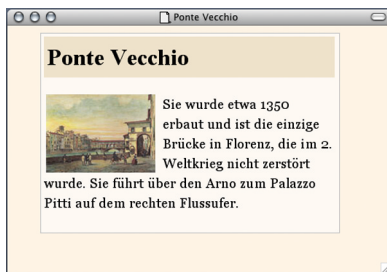 Ponte Vecchio
Ponte Vecchio
Sie wurde etwa 1350
erbaut und ist die einzige
Brücke in Florenz, die im 2.
Weltkrieg nicht zerstört
wurde. Sie führt über den Arno zum Palazzo
Pitti auf dem rechten Flussufer.